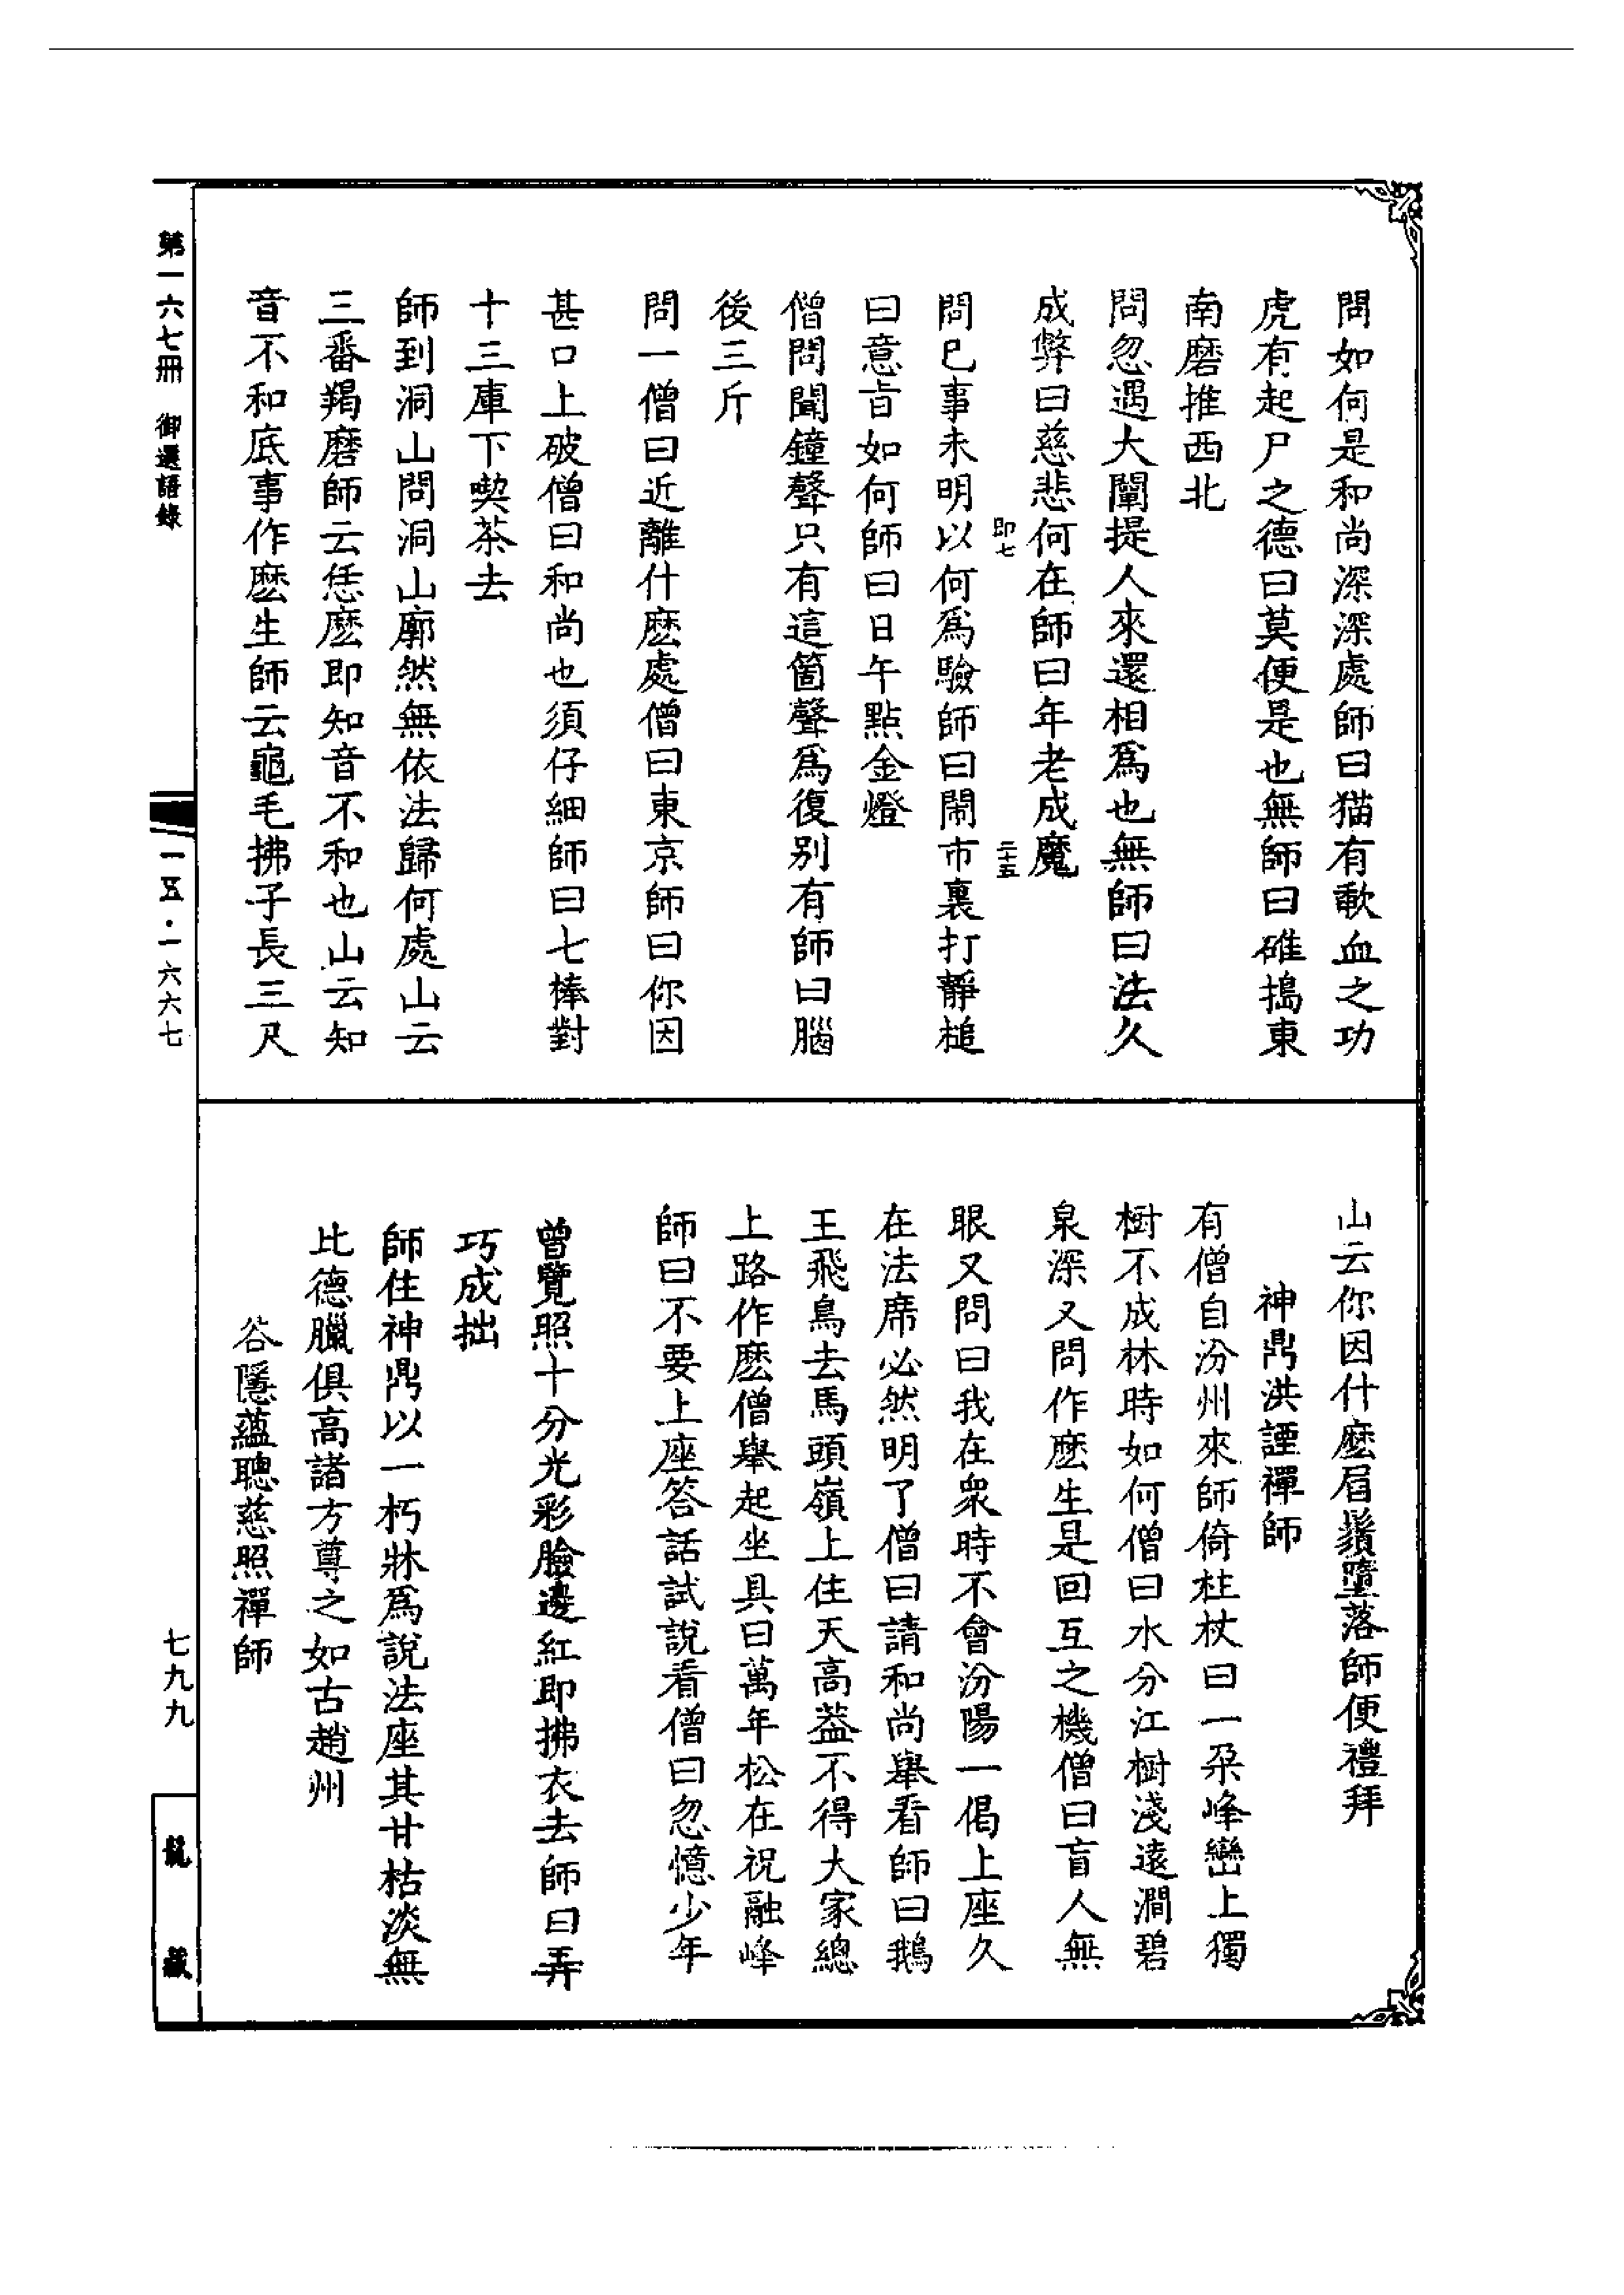 問如何是和尚深深處師曰猫有歃血之功
虎有起尸之德曰莫便是也無師曰碓搗東
南磨推西北
問忽遇大闡提人來還相爲也無師曰法久
成弊曰慈悲何在師曰年老成魔
即七
二十五
問巳事未明以何爲驗師曰鬧市裏打靜槌
曰意旨如何師曰日午點金燈
僧問聞鐘聲只有這箇聲爲復别有師曰腦
後三斤
問一僧曰近離什麽處僧曰東京師曰你因
甚口上破僧曰和尚也須仔細師曰七棒對
十三庫下喫茶去
師到洞山問洞山廓然無依法歸何處山云
三番羯磨師云恁麽即知音不和也山云知
音不和底事作麽生師云龜毛拂子長三尺
山云你因什麽眉鬚墮落師便禮拜
神鼎洪諲禪師
有僧自汾州來師倚柱杖曰一朶峰巒上獨
樹不成林時如何僧曰水分江樹淺遠澗碧
泉深又問作麽生是回互之機僧曰盲人無
眼又問曰我在衆時不會汾陽一偈上座久
在法席必然明了僧曰請和尚舉看師曰鵝
王飛鳥去馬頭嶺上住天高葢不得大家總
上路作麽僧舉起坐具曰萬年松在祝融峰
師曰不要上座答話試說看僧曰忽憶少年
曾覽照十分光彩臉邊紅即拂衣去師曰弄
巧成拙
師住神鼎以一朽牀爲說法座其甘枯淡無
比德臘俱高諸方尊之如古趙州
谷隱蘊聰慈照禪師
第一六七冊 御選語錄
一五·一六六七
七九九
龍藏